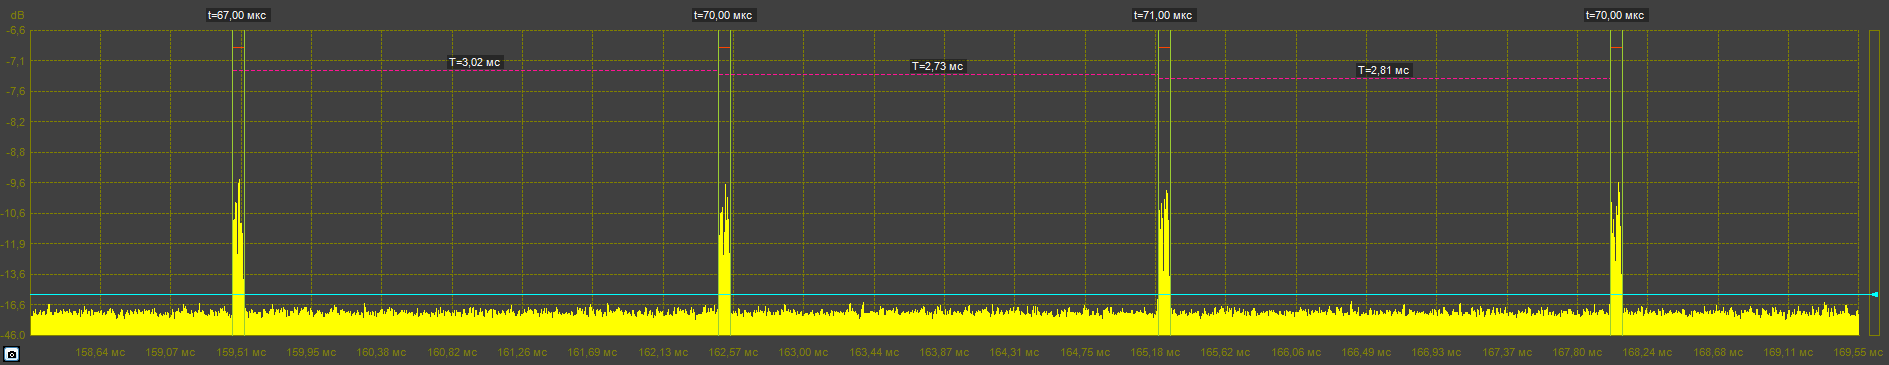 t=67,00 мкс
t=70,00 мкс
t=71,00 мкс
t=70,00 мкс
dB
-6,6
-7,1
-7,6
-8,2
-8,8
-9,6
-10,6
-11,9
-13,6
-16,6
-46,0
T=3,02 мс
T=2,73 мс
T=2,81 мс
158,64 мс
159,07 мс
159,51 мс
159,95 мс
160,38 мс
160,82 мс
161,26 мс
161,69 мс
162,13 мс
162,57 мс
163,00 мс
163,44 мс
163,87 мс
164,31 мс
164,75 мс
165,18 мс
165,62 мс
166,06 мс
166,49 мс
166,93 мс
167,37 мс
167,80 мс
168,24 мс
168,68 мс
169,11 мс
169,55 мс